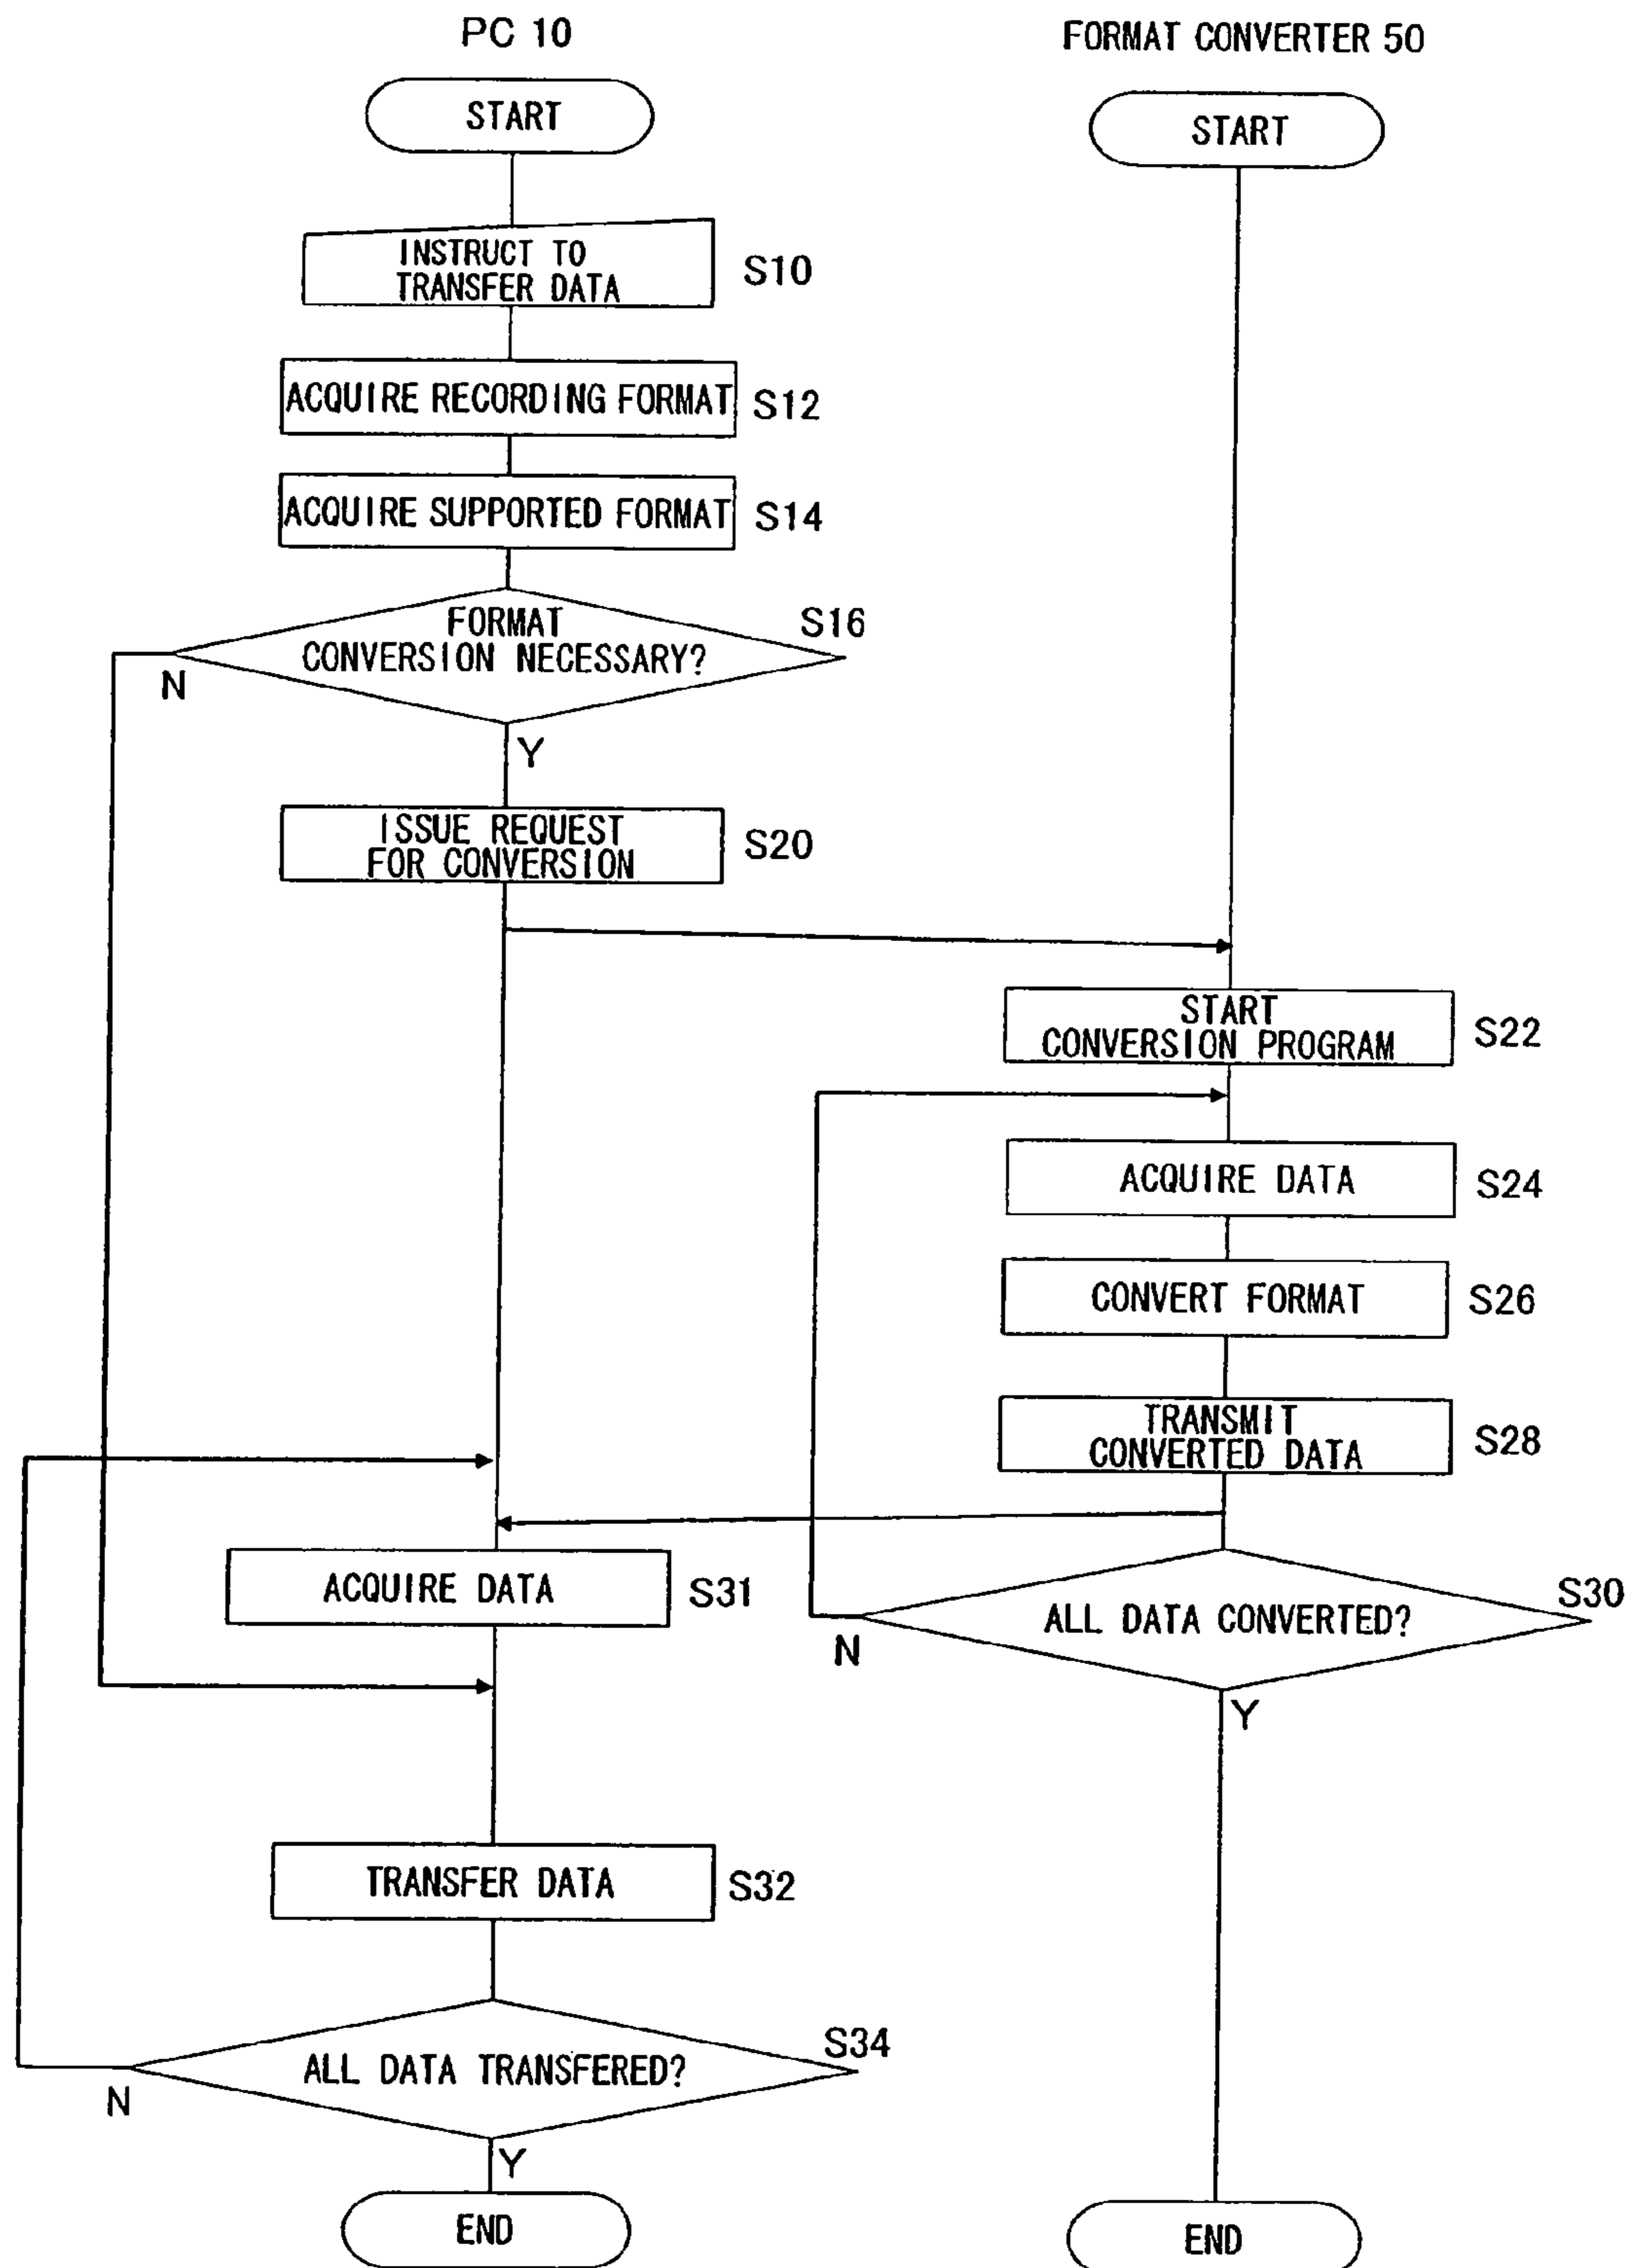 PC 10
START
INSTRUCT TO
TRANSFER DATA
S10
ACQUIRE RECORDING FORMAT
S12
ACQUIRE SUPPORTED FORMAT
S14
FORMAT
CONVERSION NECESSARY?
S16
N
Y
ISSUE REQUEST
FOR CONVERSION
S20
ACQUIRE DATA
S31
TRANSFER DATA
S32
ALL DATA TRANSFERED?
S34
N
Y
END
FORMAT CONVERTER 50
START
START
CONVERSION PROGRAM
S22
ACQUIRE DATA
S24
CONVERT FORMAT
S26
TRANSMIT
CONVERTED DATA
S28
ALL DATA CONVERTED?
S30
N
Y
END